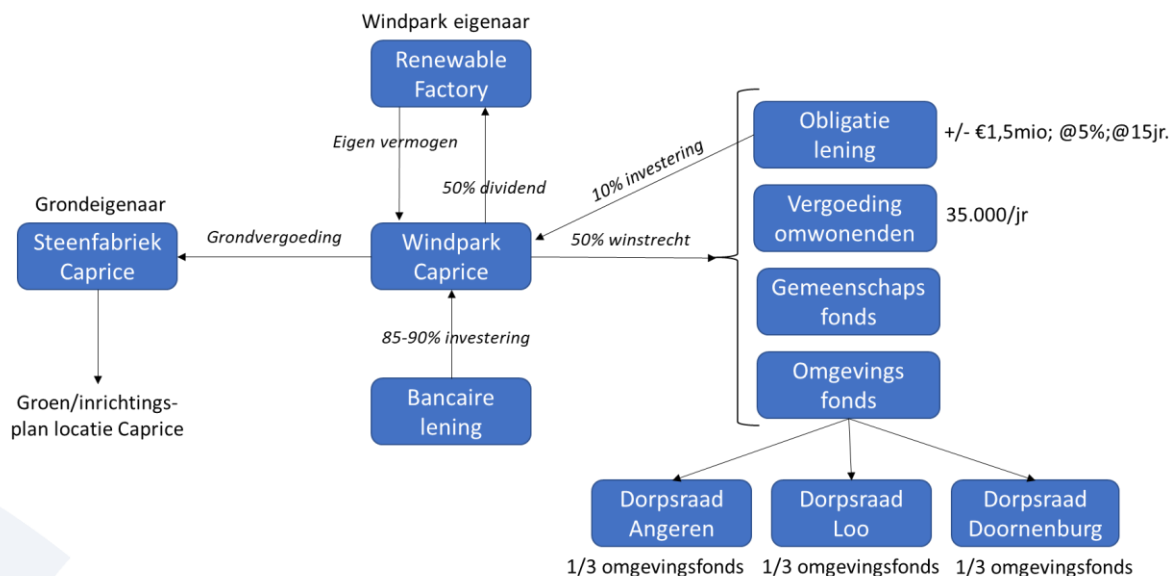 Windpark eigenaar
Renewable
Factory
Eigen vermogen
50% dividend
10% investering
Obligatie
lening
+/- €1,5mio; @5%;@15jr.
Vergoeding
omwonenden
35.000/jr
Grondeigenaar
Steenfabriek
Caprice
Grondvergoeding
Windpark
Caprice
50% winstrecht
Gemeenschaps
fonds
85-90% investering
Omgevings
fonds
Bancaire
lening
Groen/inrichtings-
plan locatie Caprice
Dorpsraad
Angeren
Dorpsraad
Loo
Dorpsraad
Doornenburg
1/3 omgevingsfonds
1/3 omgevingsfonds
1/3 omgevingsfonds